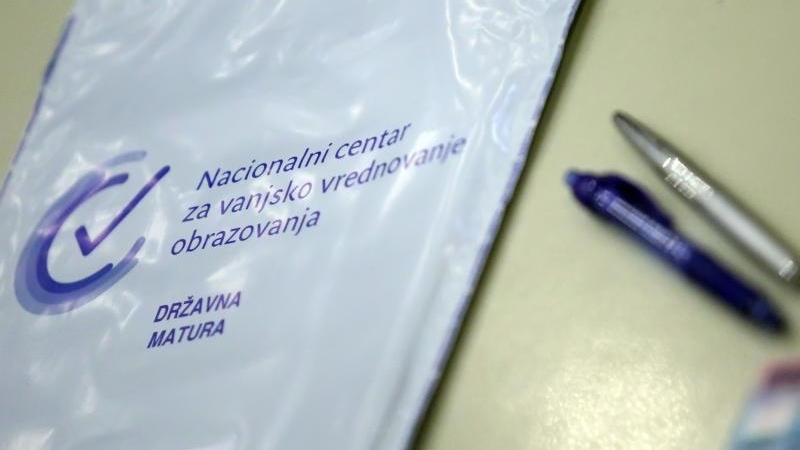 Nacionalni centar
za vanjsko vrednovanje
obrazovanja
DRŽAVNA
MATURA